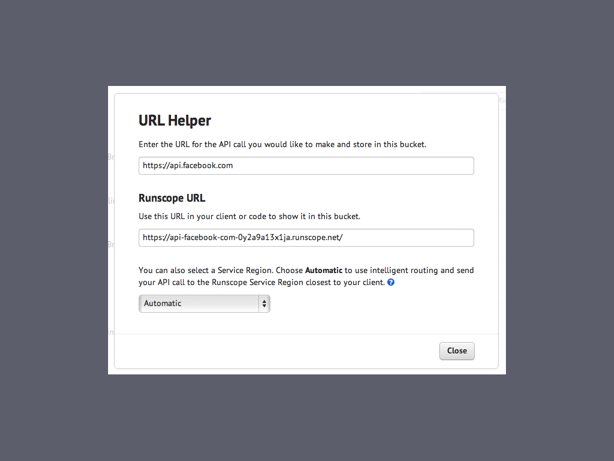 URL Helper
Enter the URL for the API call you would like to make and store in this bucket.
https://api.facebook.com
Runscope URL
Use this URL in your client or code to show it in this bucket.
https://api-facebook-com-0y2a9a13x1ja.runscope.net/
You can also select a Service Region. Choose Automatic to use intelligent routing and send
your API call to the Runscope Service Region closest to your client. ?
Automatic
Close